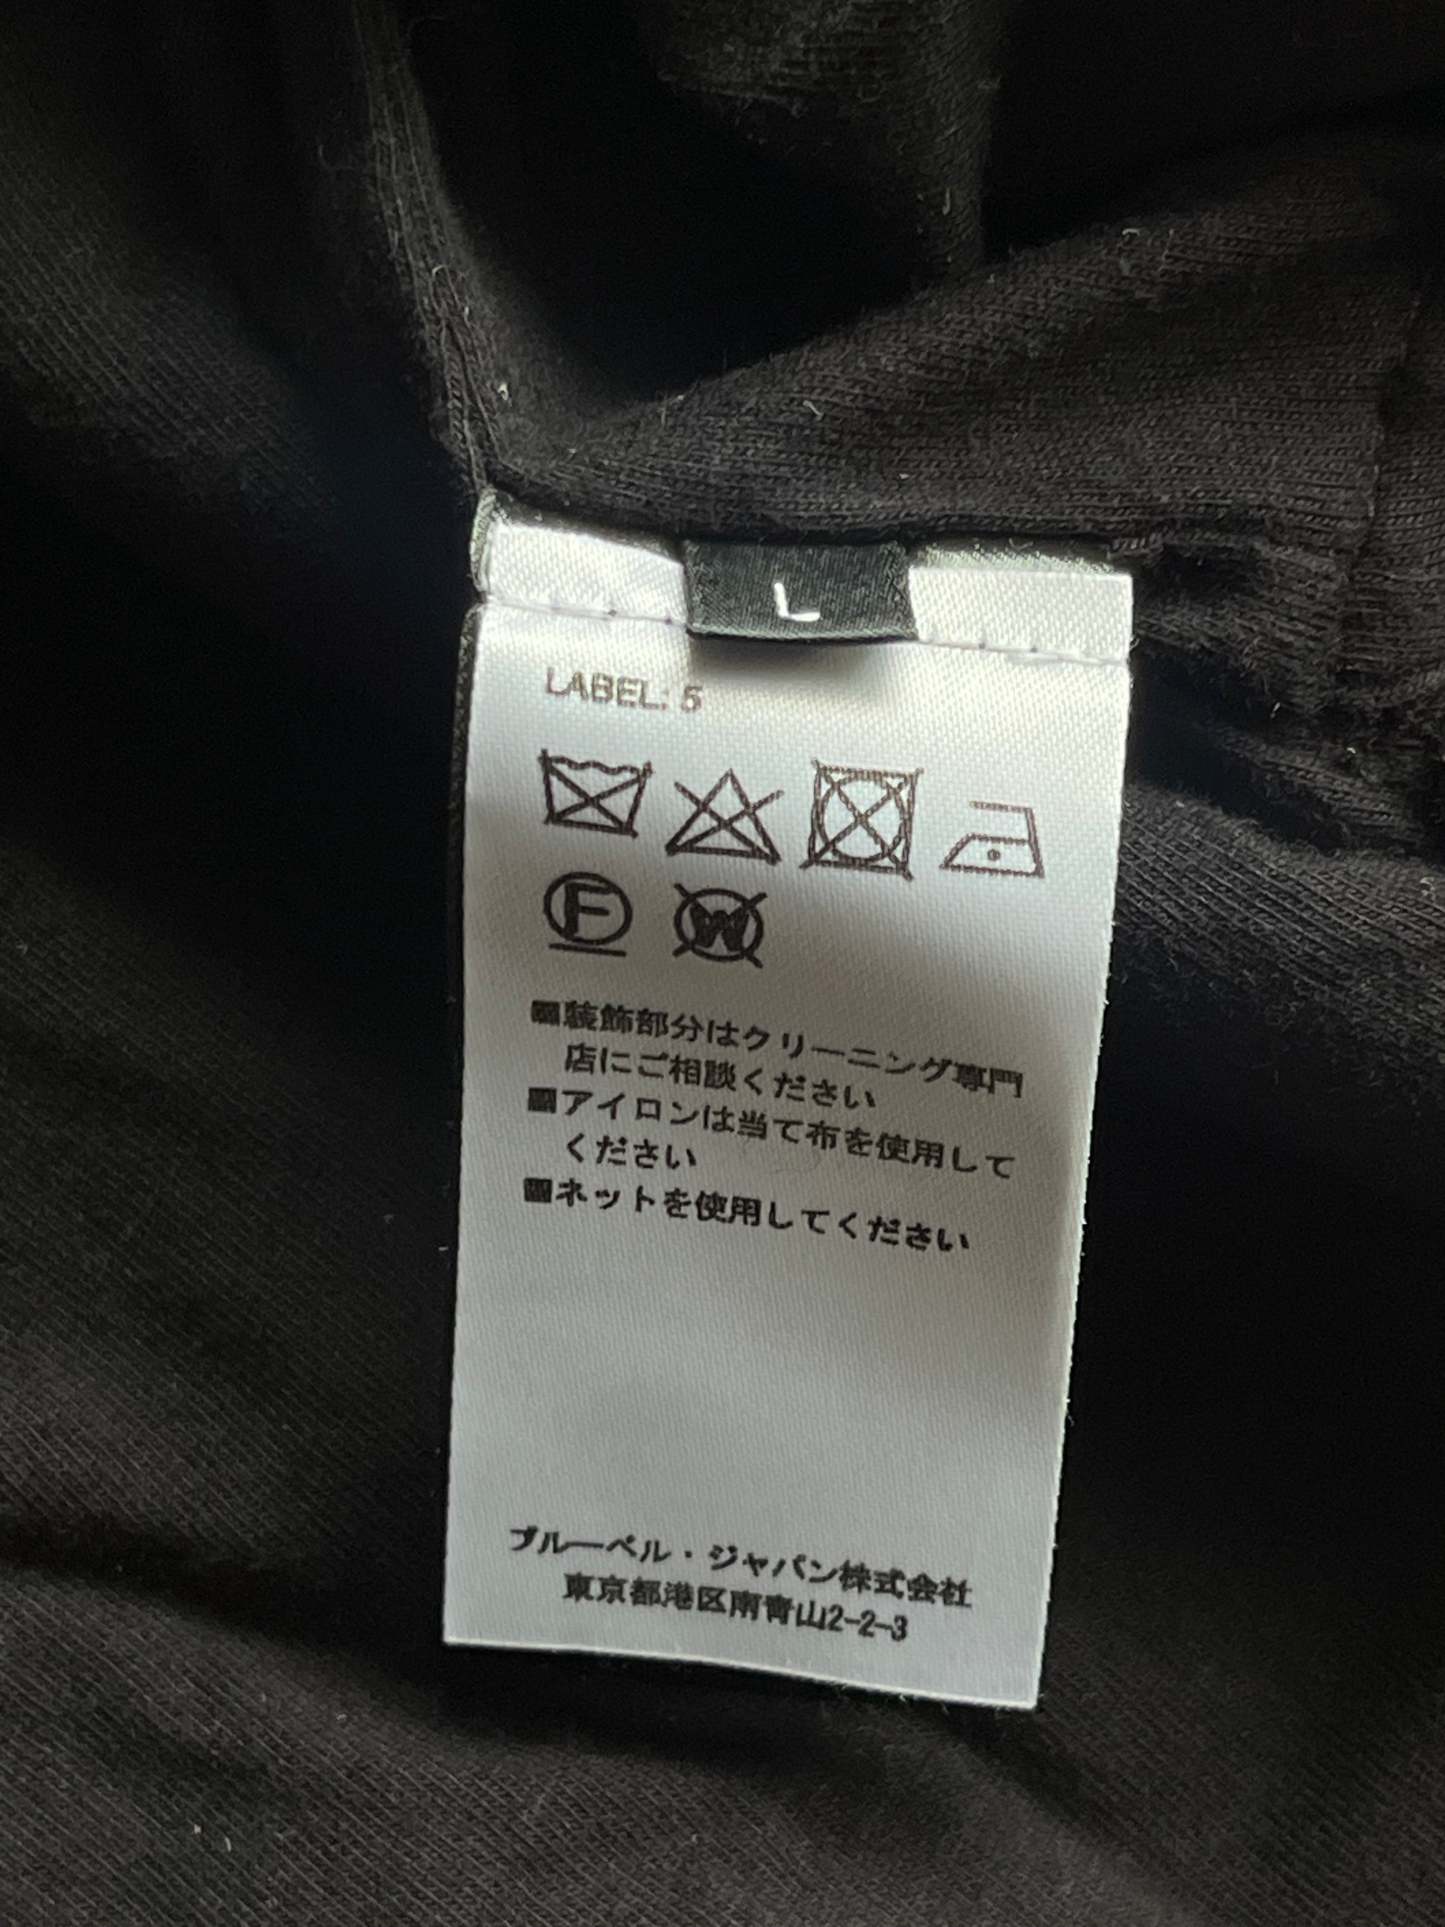 L
LABEL: 5
F
W
■装飾部分はクリーニング専門
店にご相談ください
■アイロンは当て布を使用して
ください
■ネットを使用してください
ブルーベル・ジャパン株式会社
東京都港区南青山2-2-3